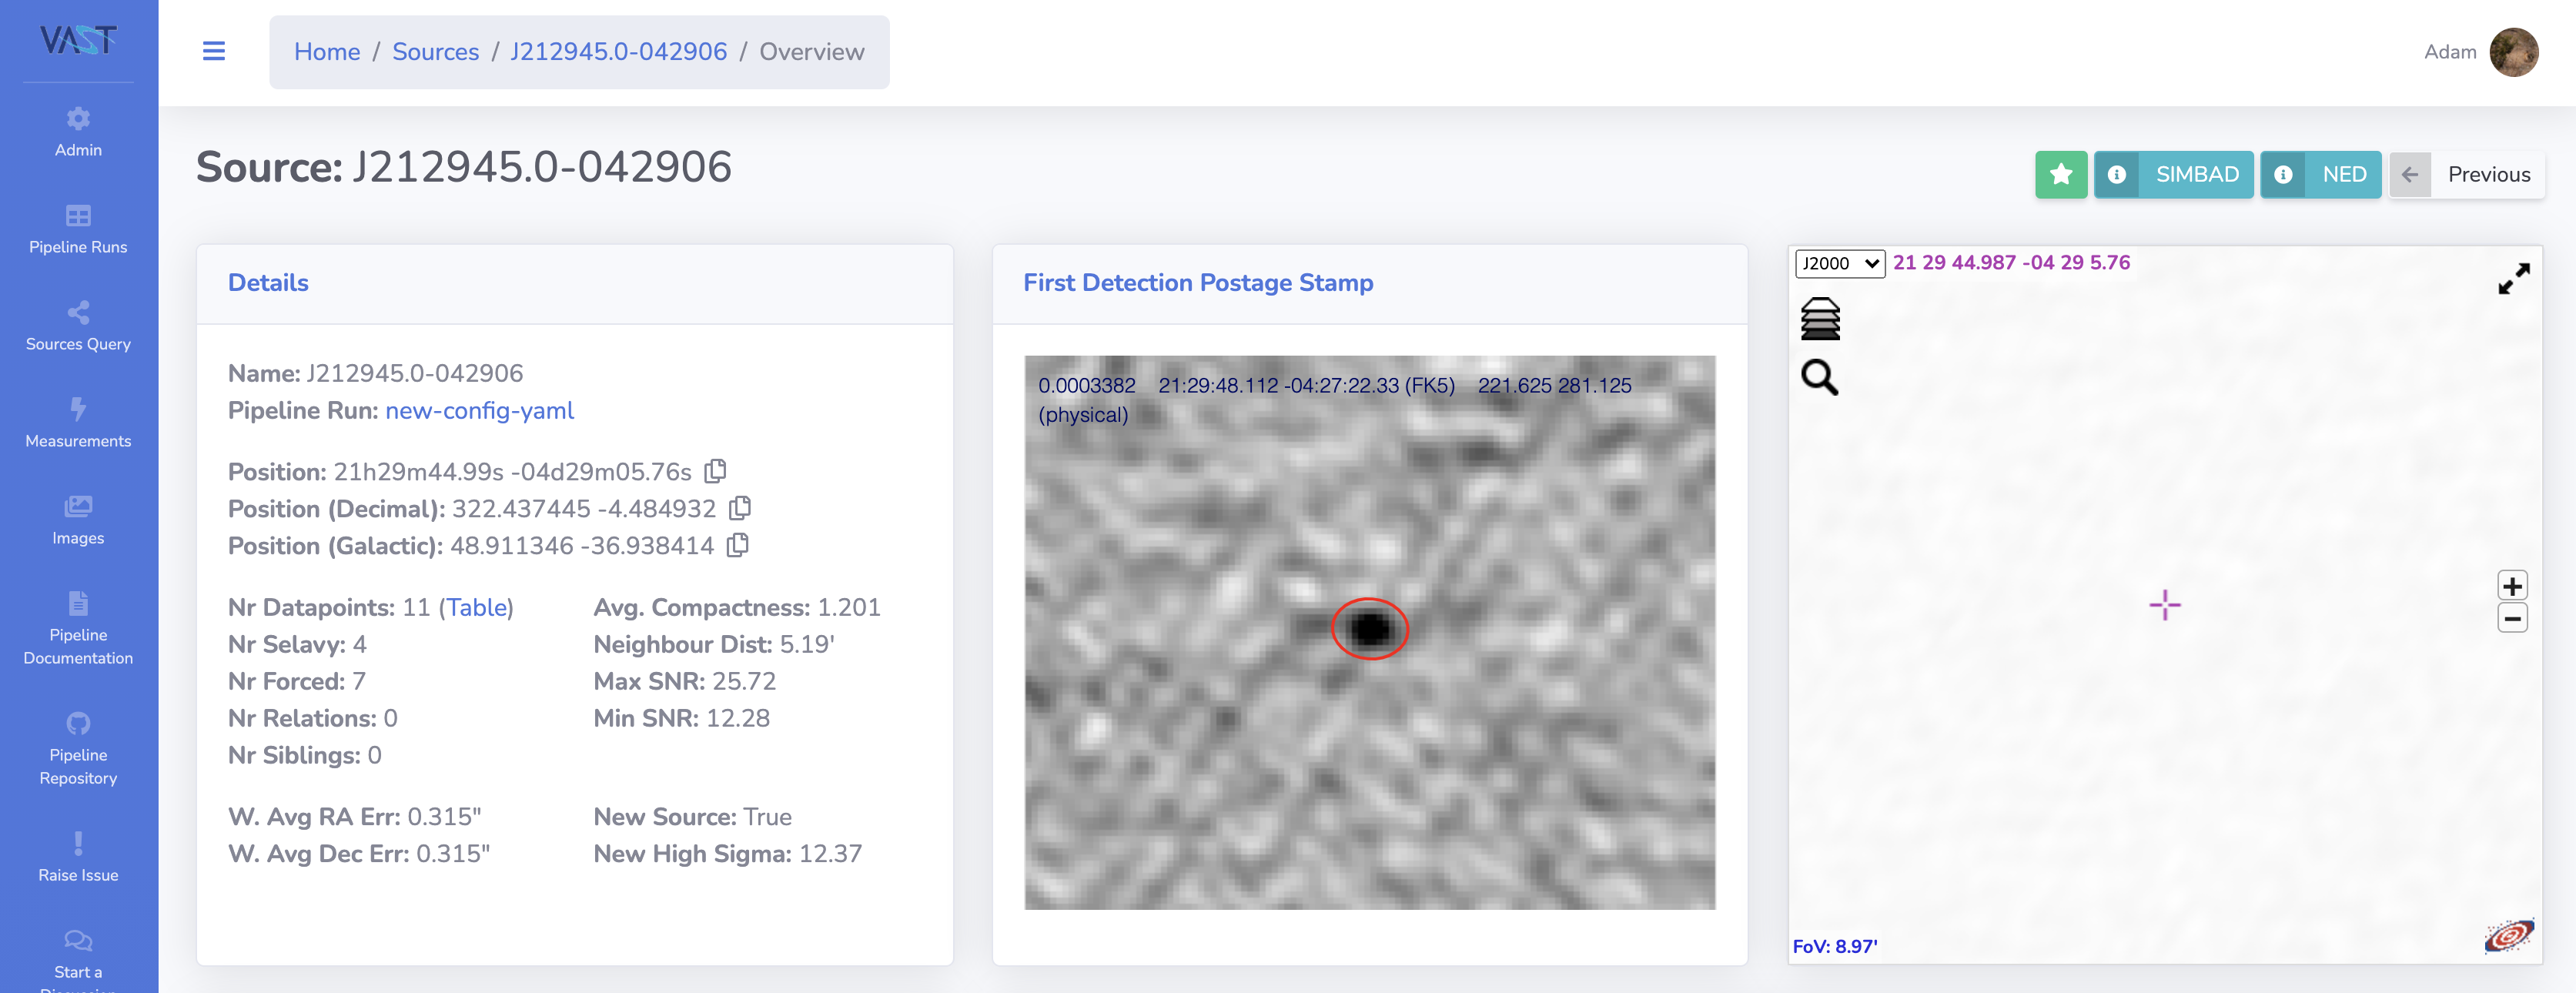 VAST
Home / Sources / J212945.0-042906 / Overview
Adam
Admin
Pipeline Runs
Sources Query
Measurements
Images
Pipeline
Documentation
Pipeline
Repository
Raise Issue
Start a
Source: J212945.0-042906
SIMBAD
NED
Previous
Details
Name: J212945.0-042906
Pipeline Run: new-config-yaml
Position: 21h29m44.99s -04d29m05.76s
Position (Decimal): 322.437445 -4.484932
Position (Galactic): 48.911346 -36.938414
Nr Datapoints: 11 (Table)
Nr Selavy: 4
Nr Forced: 7
Nr Relations: 0
Nr Siblings: 0
Avg. Compactness: 1.201
Neighbour Dist: 5.19'
Max SNR: 25.72
Min SNR: 12.28
W. Avg RA Err: 0.315"
W. Avg Dec Err: 0.315"
New Source: True
New High Sigma: 12.37
First Detection Postage Stamp
0.0003382 21:29:48.112 -04:27:22.33 (FK5) 221.625 281.125
(physical)
J2000 21 29 44.987 -04 29 5.76
FoV: 8.97'